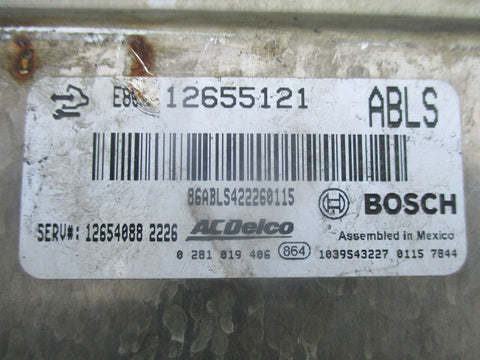 12655121 ABLS
86ABLS422260115
BOSCH
SERV#: 12654088 2226 ACDelco
Assembled in Mexico
0 281 019 406 864 1039S43227 0115 7844